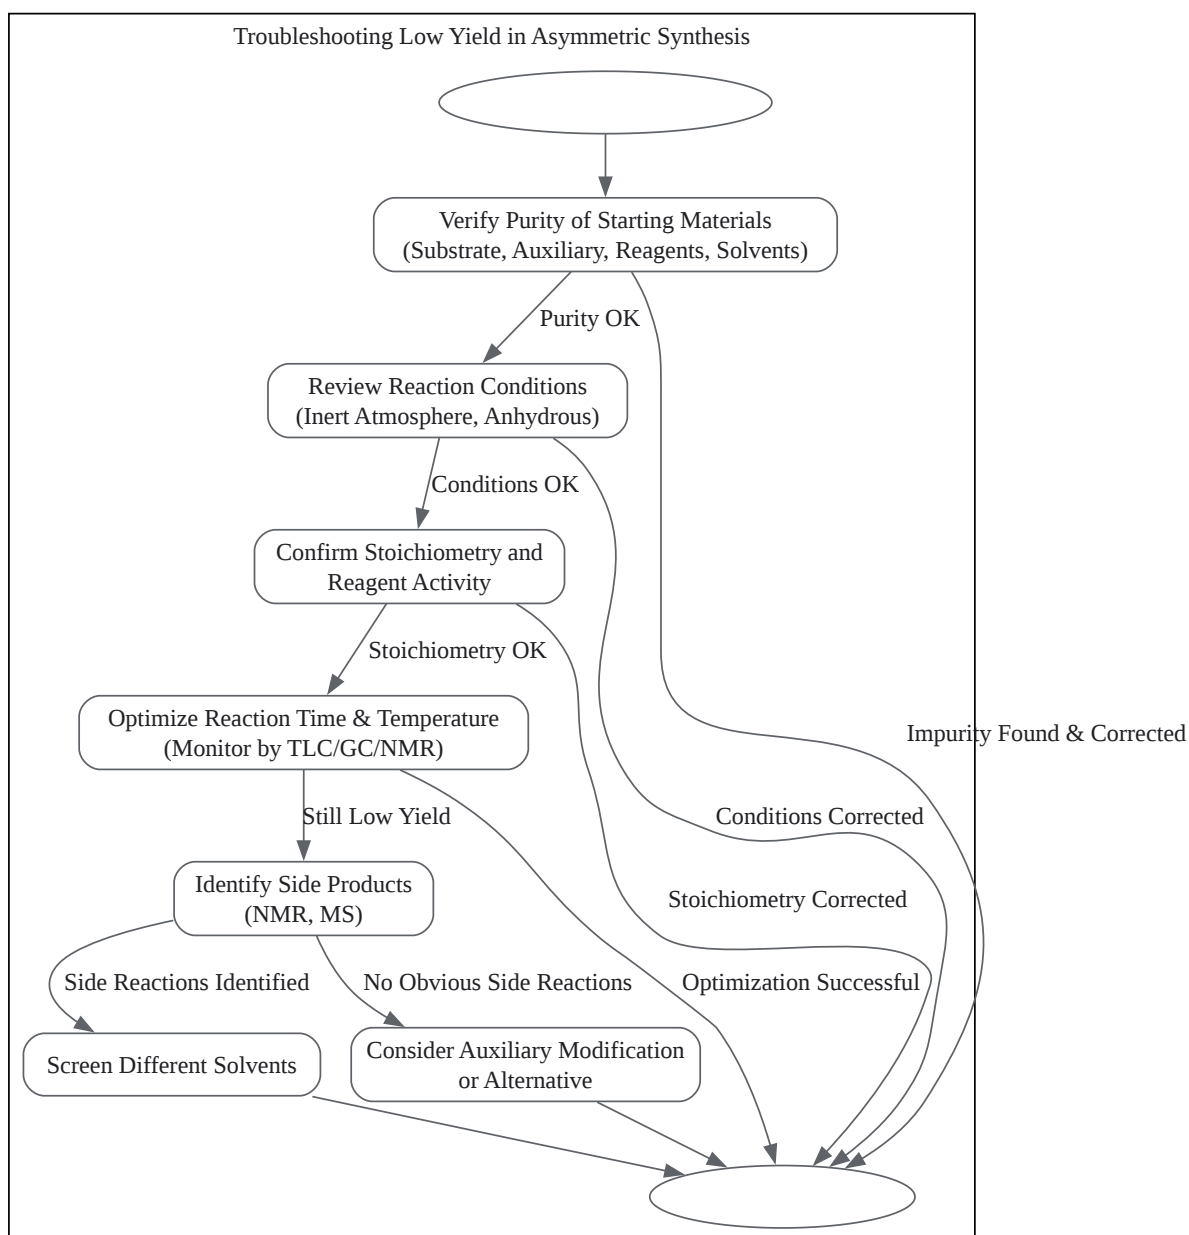 Troubleshooting Low Yield in Asymmetric Synthesis
Verify Purity of Starting Materials
(Substrate, Auxiliary, Reagents, Solvents)
Purity OK
Review Reaction Conditions
(Inert Atmosphere, Anhydrous)
Conditions OK
Confirm Stoichiometry and
Reagent Activity
Stoichiometry OK
Optimize Reaction Time & Temperature
(Monitor by TLC/GC/NMR)
Impurity Found & Corrected
Still Low Yield
Conditions Corrected
Identify Side Products
(NMR, MS)
Stoichiometry Corrected
Side Reactions Identified
No Obvious Side Reactions
Optimization Successful
Screen Different Solvents
Consider Auxiliary Modification
or Alternative